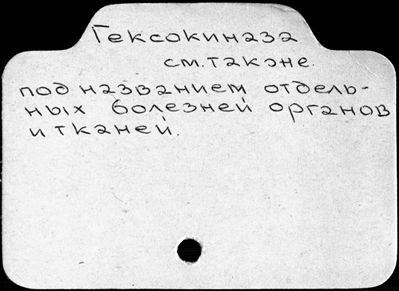 Гексокиназа
см. также.
под названием отдель-
ных болезней органов
и тканей.